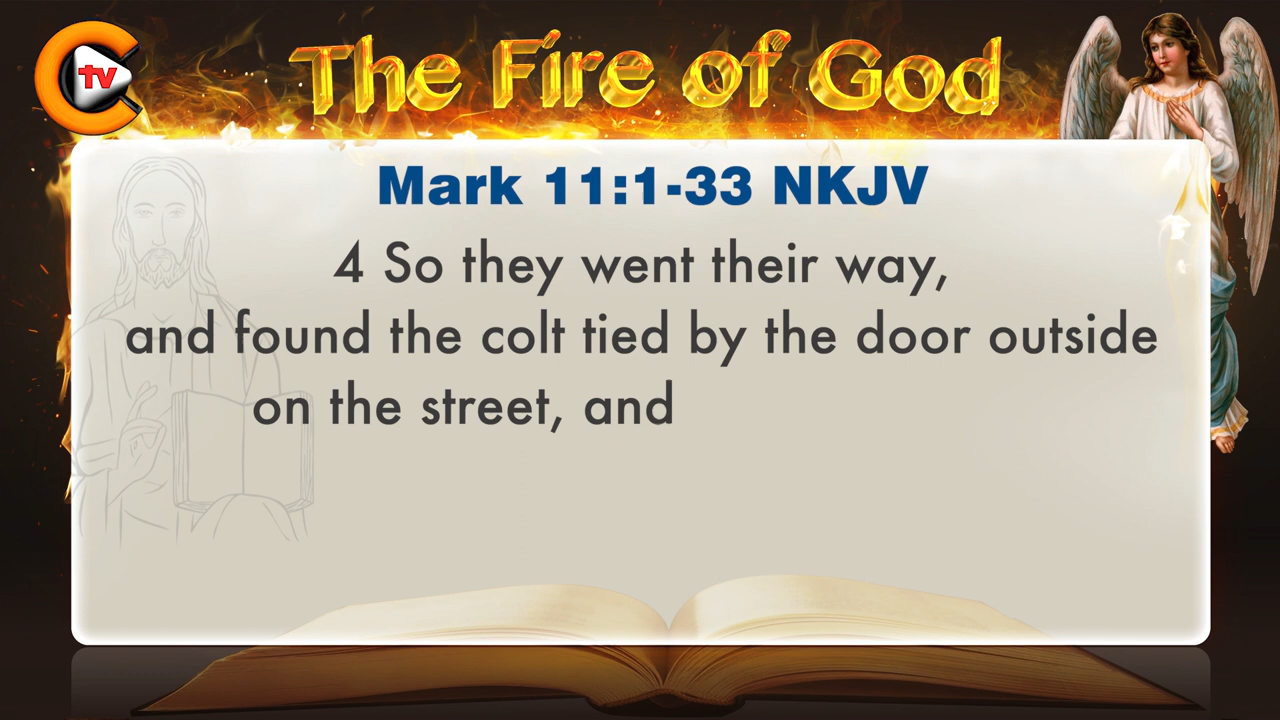 tv
The Fire of God
Mark 11:1-33 NKJV
4 So they went their way,
and found the colt tied by the door outside
on the street, and